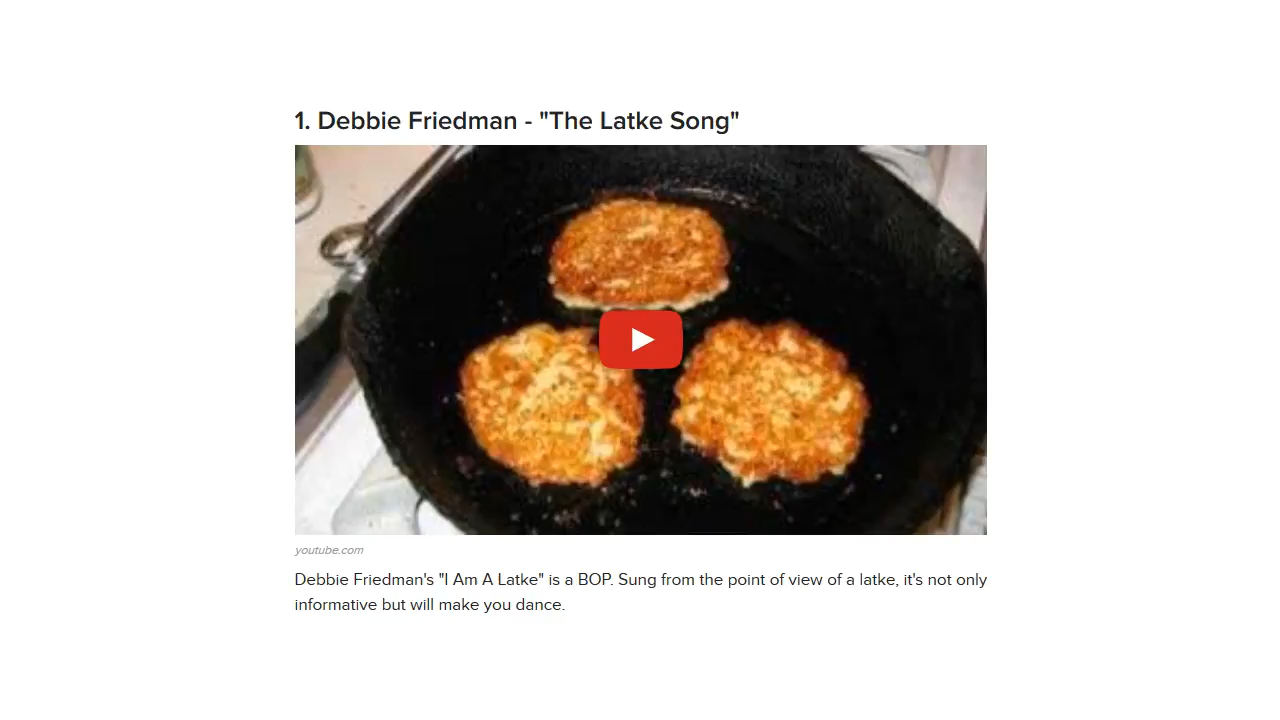 1. Debbie Friedman - "The Latke Song"
youtube.com
Debbie Friedman's "I Am A Latke" is a BOP. Sung from the point of view of a latke, it's not only
informative but will make you dance.